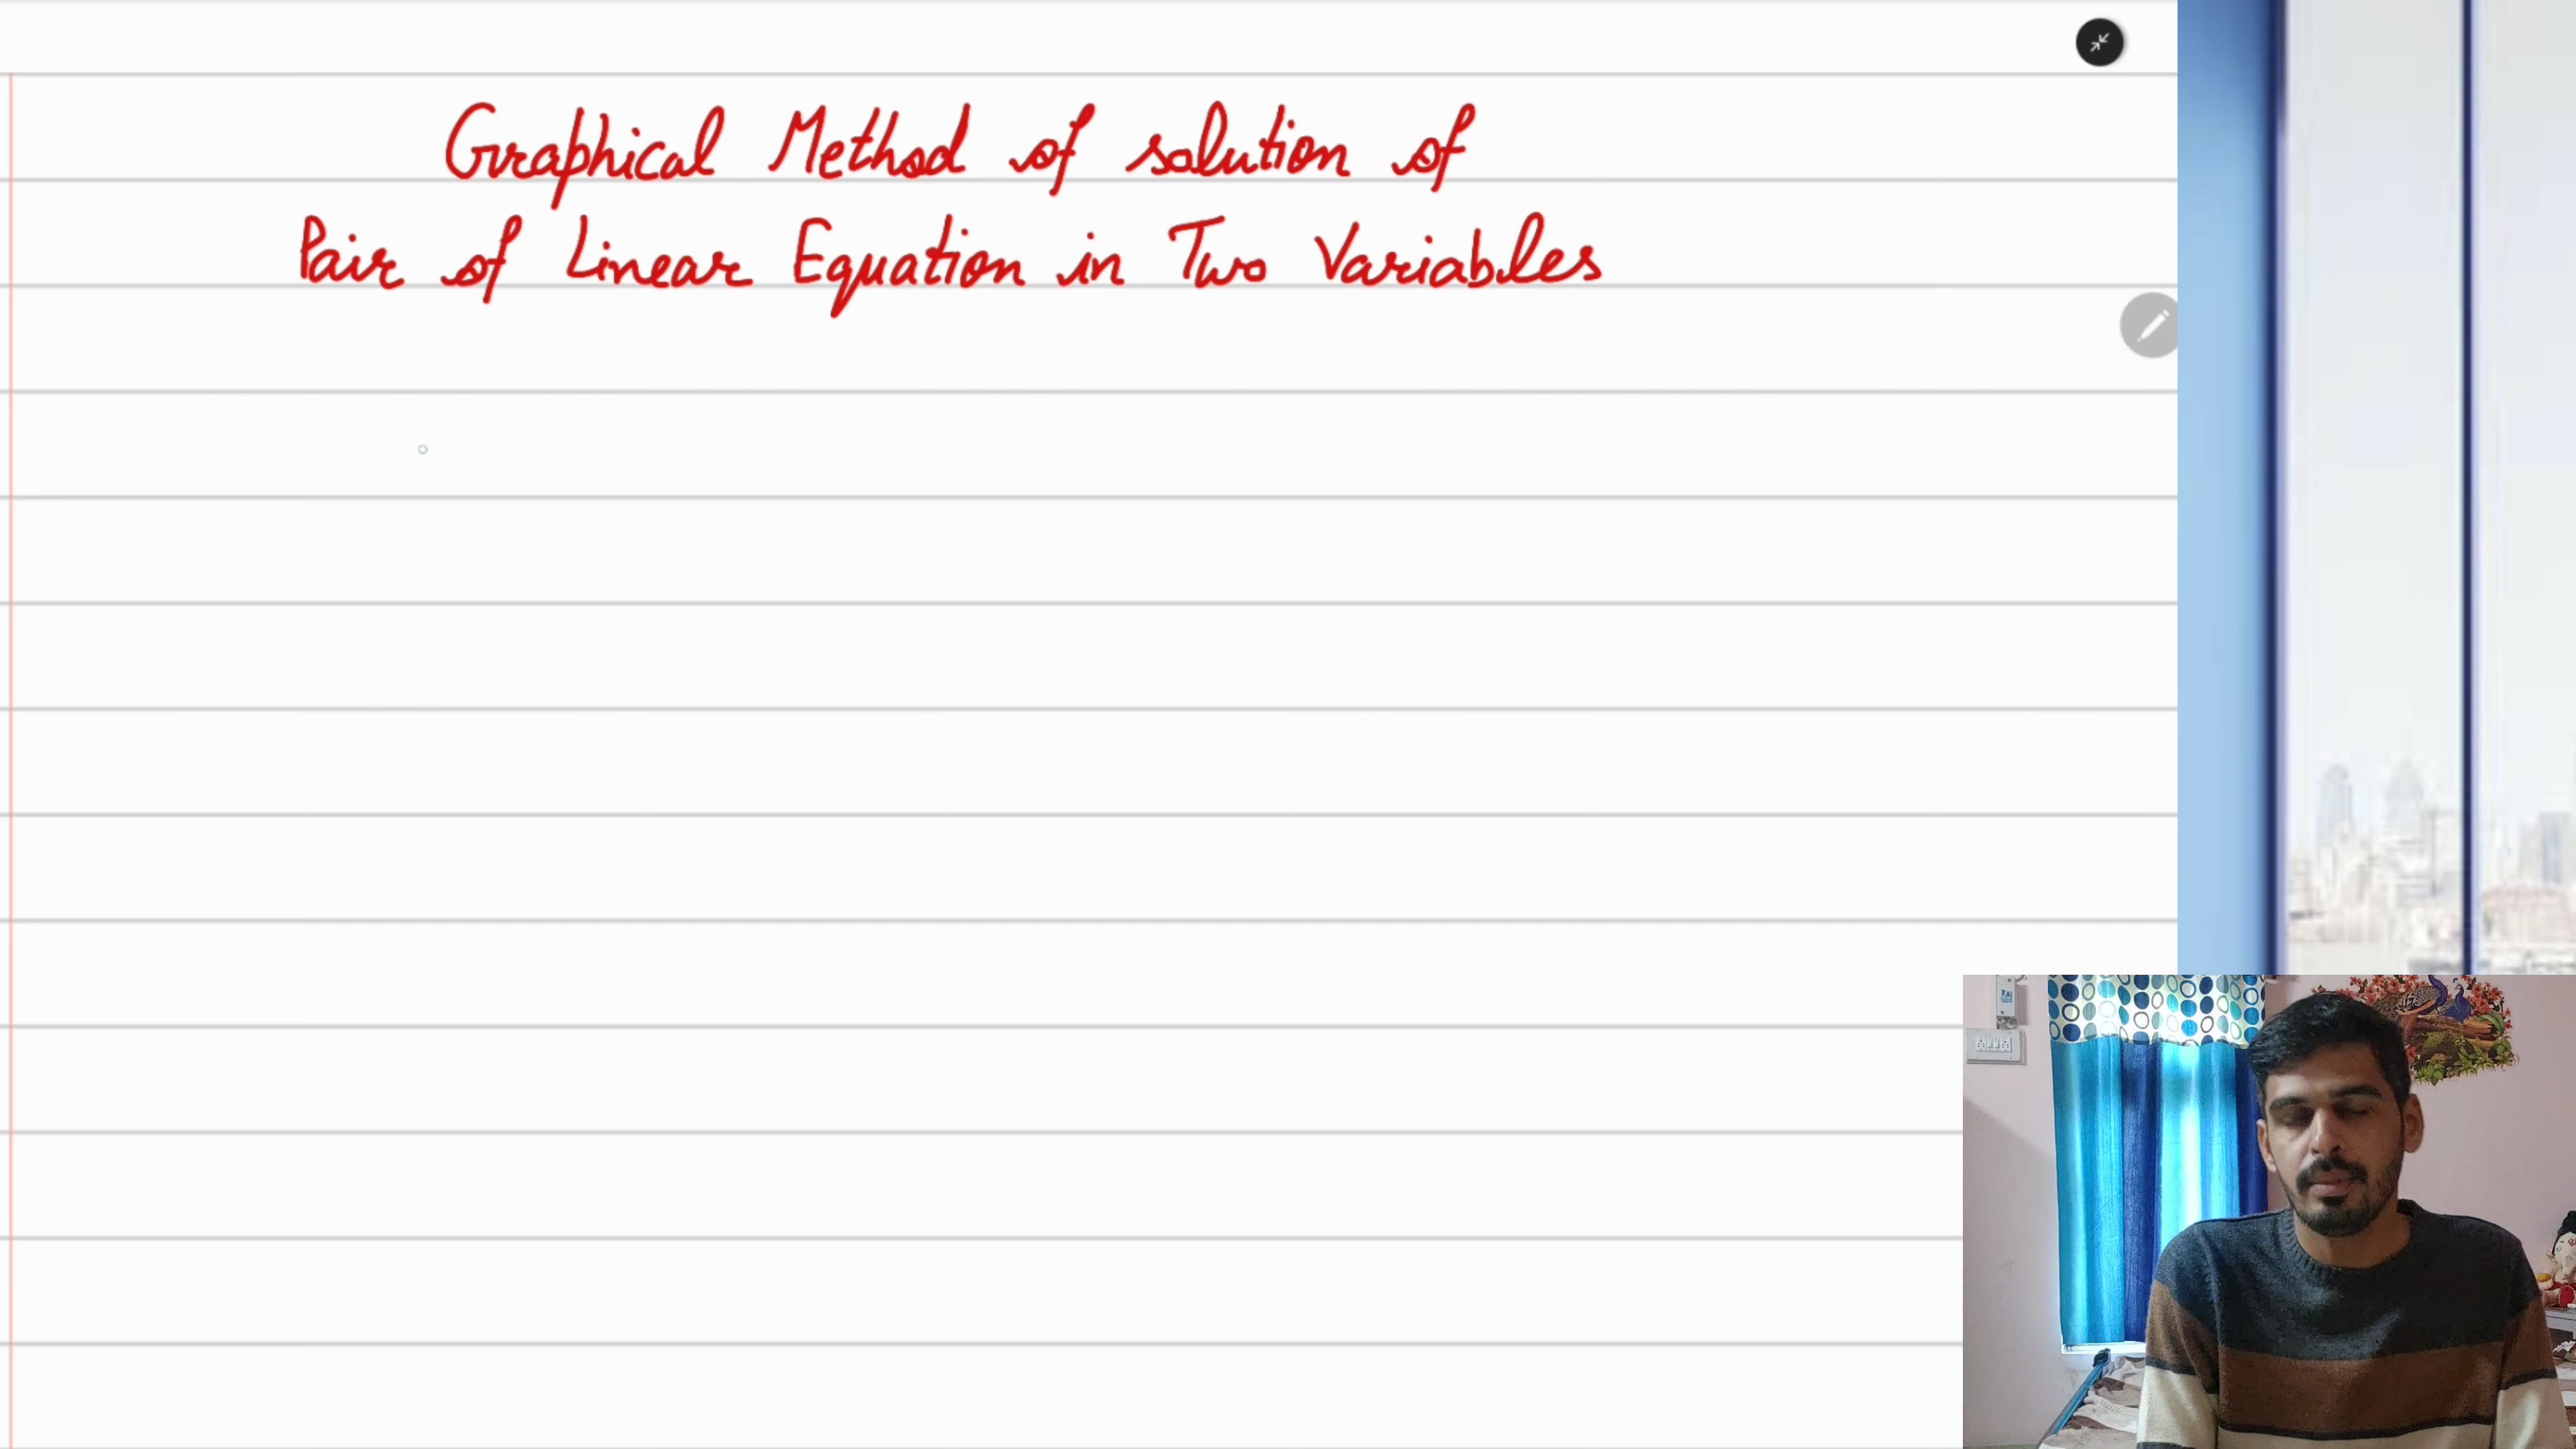 Graphical Method of solution of
Pair of Linear Equation in Two Variables